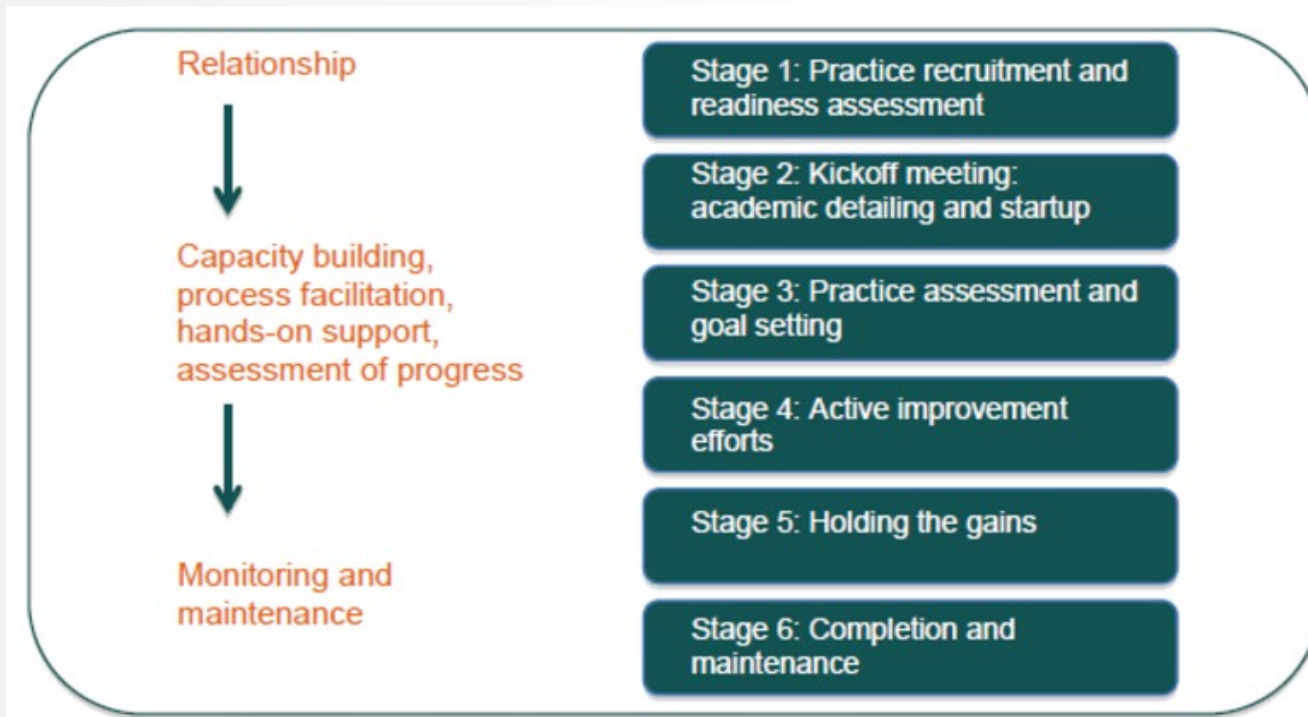 Relationship
Capacity building,
process facilitation,
hands-on support,
assessment of progress
Monitoring and
maintenance
Stage 1: Practice recruitment and
readiness assessment
Stage 2: Kickoff meeting:
academic detailing and startup
Stage 3: Practice assessment and
goal setting
Stage 4: Active improvement
efforts
Stage 5: Holding the gains
Stage 6: Completion and
maintenance